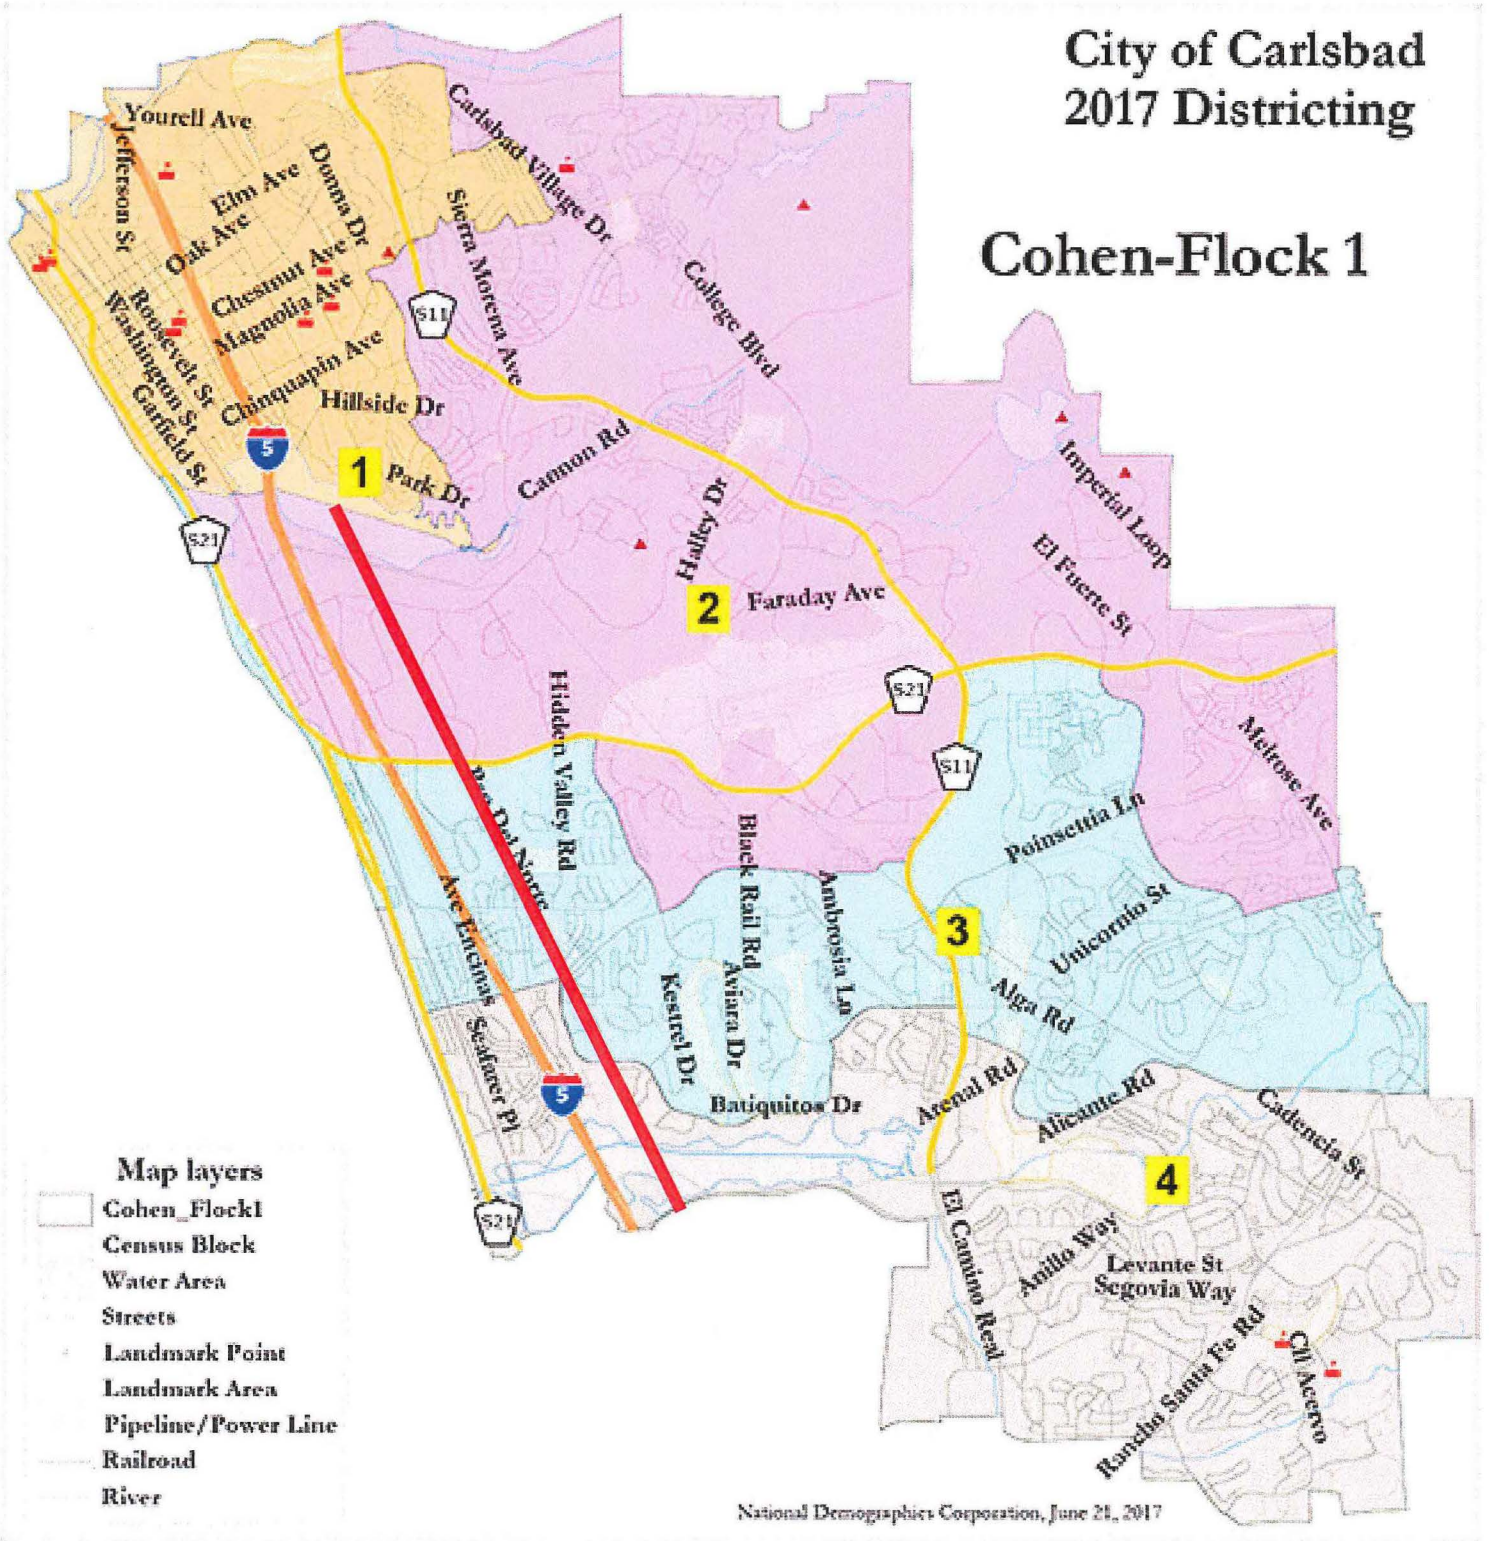 City of Carlsbad
2017 Districting
Cohen-Flock 1
Yourell Ave
Jefferson St
Elm Ave
Donna Dr
Oak Ave
Chestnut Ave
Magnolia Ave
Roosevelt St
Washington St
Garfield St
Chinquapin Ave
Hillside Dr
Park Dr
1
5
S21
Carlsbad Village Dr
Sierra Morena Ave
S11
College Blvd
Cannon Rd
Halley Dr
2
Faraday Ave
Imperial Loop
El Fuerte St
S21
S11
Melrose Ave
Hidden Valley Rd
Pso Del Norte
Black Rail Rd
Ambrosia Ln
Poinsettia Ln
3
Unicornio St
Ave Encinas
Kestrel Dr
Aviara Dr
Alga Rd
Seafarer Pl
5
Batiquitos Dr
Arenal Rd
Alicante Rd
Cadencia St
4
S21
El Camino Real
Anillo Way
Levante St
Segovia Way
Rancho Santa Fe Rd
Cll Acervo
Map layers
Cohen_Flock1
Census Block
Water Area
Streets
Landmark Point
Landmark Area
Pipeline/Power Line
Railroad
River
National Demographics Corporation, June 21, 2017